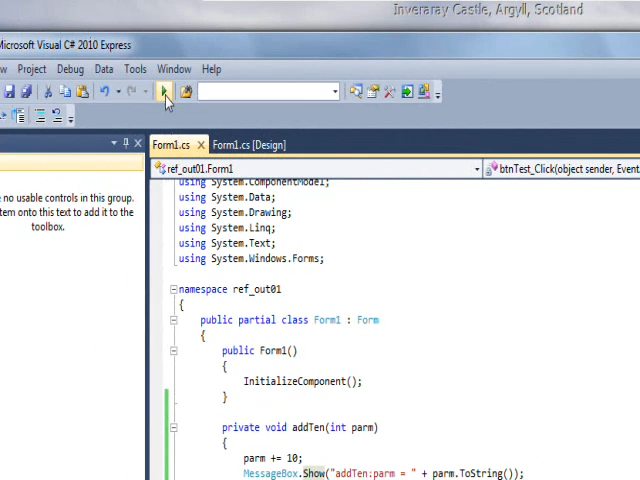 Inveraray Castle, Argyll, Scotland
Microsoft Visual C# 2010 Express
Project Debug Data Tools Window Help
Form1.cs Form1.cs [Design]
ref_out01.Form1 btnTest_Click(object sender, Event
using System.ComponentModel;
using System.Data;
using System.Drawing;
using System.Linq;
using System.Text;
using System.Windows.Forms;
no usable controls in this group.
tem onto this text to add it to the
toolbox.
namespace ref_out01
{
public partial class Form1 : Form
{
public Form1()
{
InitializeComponent();
}
private void addTen(int parm)
{
parm += 10;
MessageBox.Show("addTen:parm = " + parm.ToString());